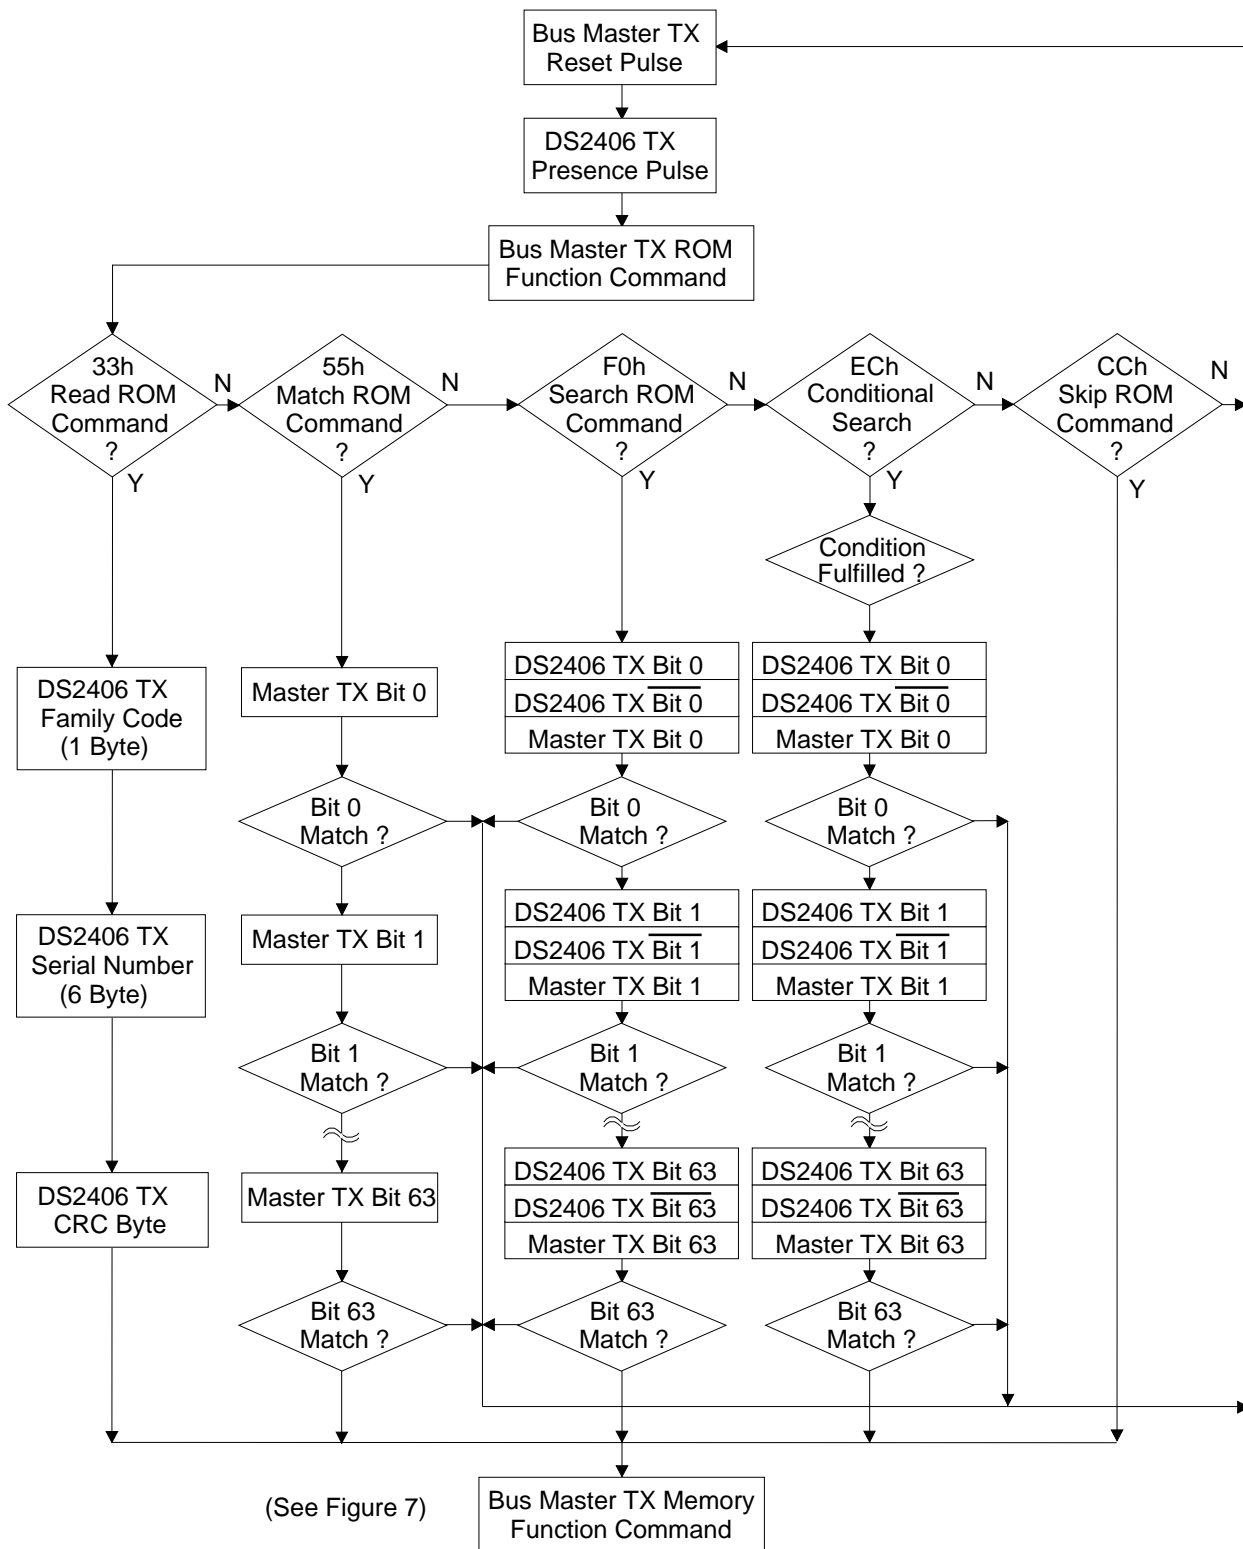 Bus Master TX
Reset Pulse
DS2406 TX
Presence Pulse
Bus Master TX ROM
Function Command
33h
Read ROM
Command
?
N
Y
55h
Match ROM
Command
?
N
Y
F0h
Search ROM
Command
?
N
Y
ECh
Conditional
Search
?
N
Y
CCh
Skip ROM
Command
?
N
Y
Condition
Fulfilled ?
DS2406 TX
Family Code
(1 Byte)
DS2406 TX
Serial Number
(6 Byte)
DS2406 TX
CRC Byte
Master TX Bit 0
Bit 0
Match ?
Master TX Bit 1
Bit 1
Match ?
Master TX Bit 63
Bit 63
Match ?
DS2406 TX Bit 0
DS2406 TX B̅i̅t̅ ̅0̅
Master TX Bit 0
Bit 0
Match ?
DS2406 TX Bit 1
DS2406 TX B̅i̅t̅ ̅1̅
Master TX Bit 1
Bit 1
Match ?
DS2406 TX Bit 63
DS2406 TX B̅i̅t̅ ̅6̅3̅
Master TX Bit 63
Bit 63
Match ?
DS2406 TX Bit 0
DS2406 TX B̅i̅t̅ ̅0̅
Master TX Bit 0
Bit 0
Match ?
DS2406 TX Bit 1
DS2406 TX B̅i̅t̅ ̅1̅
Master TX Bit 1
Bit 1
Match ?
DS2406 TX Bit 63
DS2406 TX B̅i̅t̅ ̅6̅3̅
Master TX Bit 63
Bit 63
Match ?
(See Figure 7)
Bus Master TX Memory
Function Command